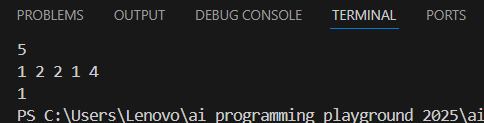 PROBLEMS OUTPUT DEBUG CONSOLE TERMINAL PORTS
5
1 2 2 1 4
1
PS C:\Users\Lenovo\ai programming playground 2025\ai